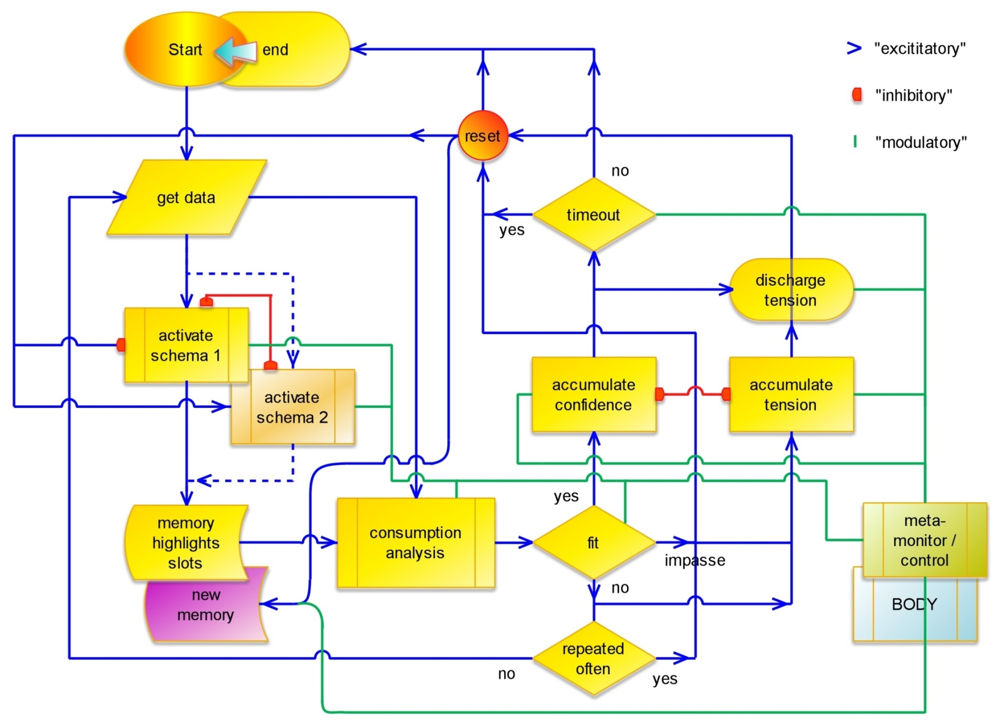 Start
end
"excititatory"
"inhibitory"
"modulatory"
reset
no
get data
timeout
yes
discharge
tension
activate
schema 1
activate
schema 2
accumulate
confidence
accumulate
tension
yes
memory
highlights
slots
consumption
analysis
fit
impasse
meta-
monitor /
control
no
new
memory
BODY
repeated
often
no
yes